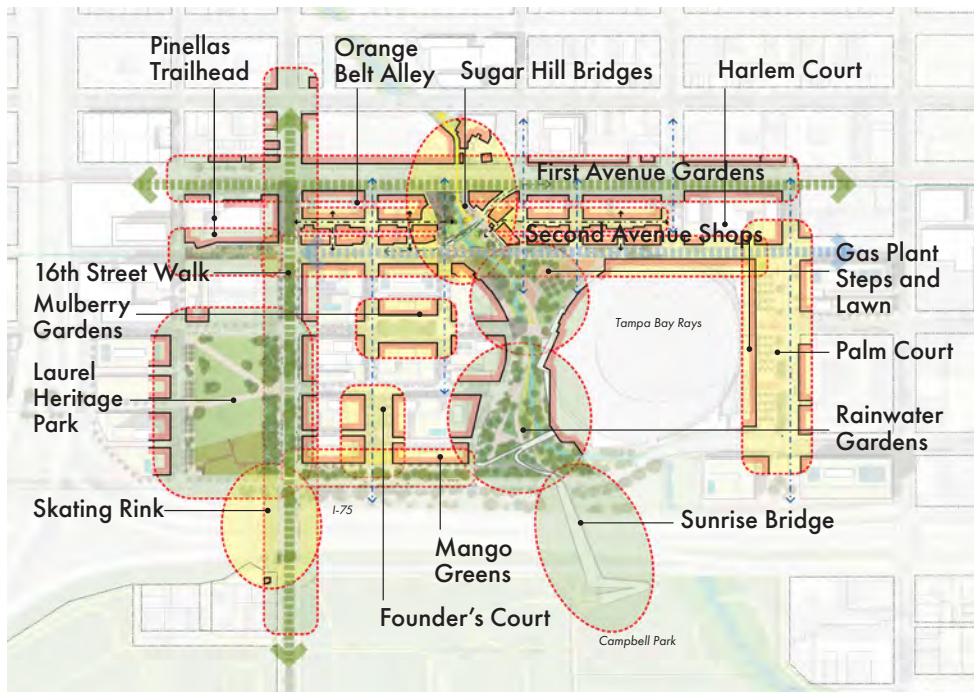 Pinellas
Trailhead
Orange
Belt Alley
Sugar Hill Bridges
Harlem Court
First Avenue Gardens
Second Avenue Shops
16th Street Walk
Gas Plant
Steps and
Lawn
Mulberry
Gardens
Tampa Bay Rays
Palm Court
Laurel
Heritage
Park
Rainwater
Gardens
Skating Rink
I-75
Sunrise Bridge
Mango
Greens
Founder’s Court
Campbell Park